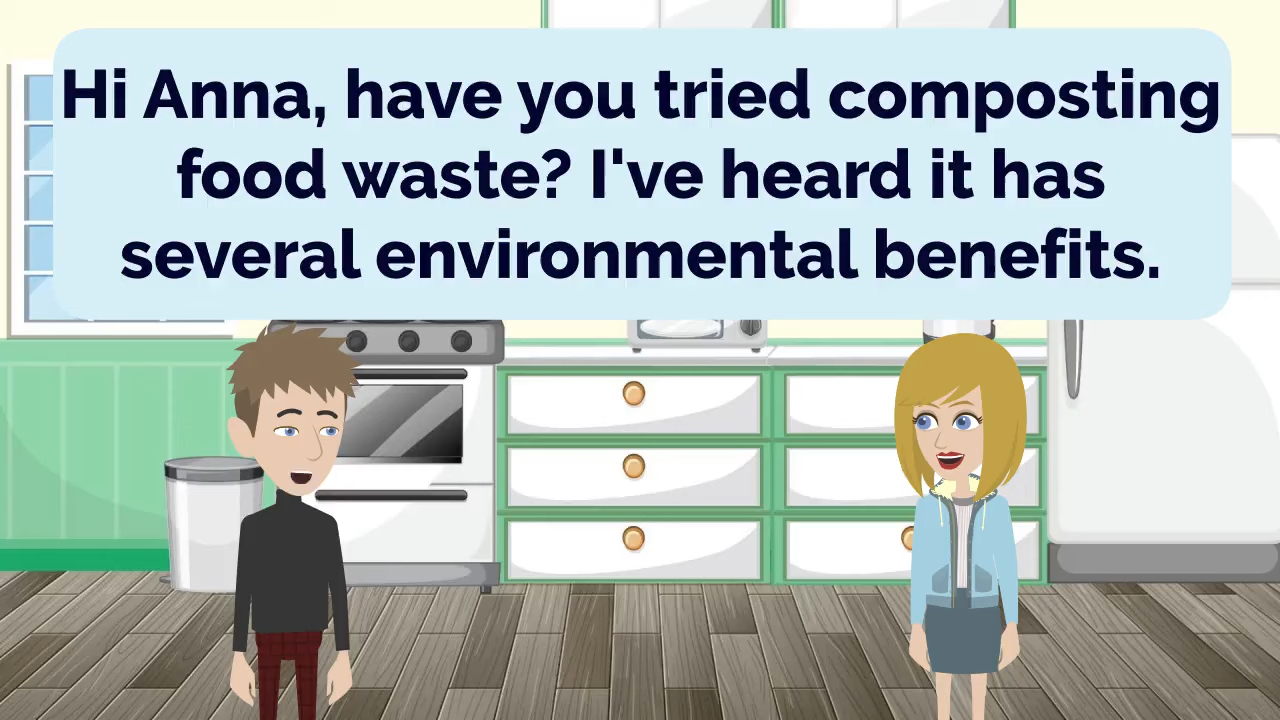 Hi Anna, have you tried composting
food waste? I've heard it has
several environmental benefits.